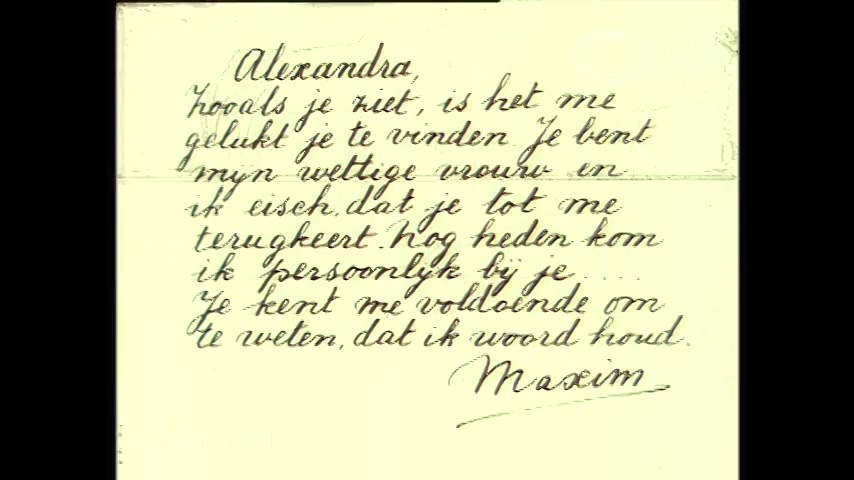 Alexandra,
Zooals je ziet, is het me
gelukt je te vinden. Je bent
mijn wettige vrouw en
ik eisch, dat je tot me
terugkeert. Nog heden kom
ik persoonlijk bij je....
Je kent me voldoende om
te weten, dat ik woord houd.
Maxim